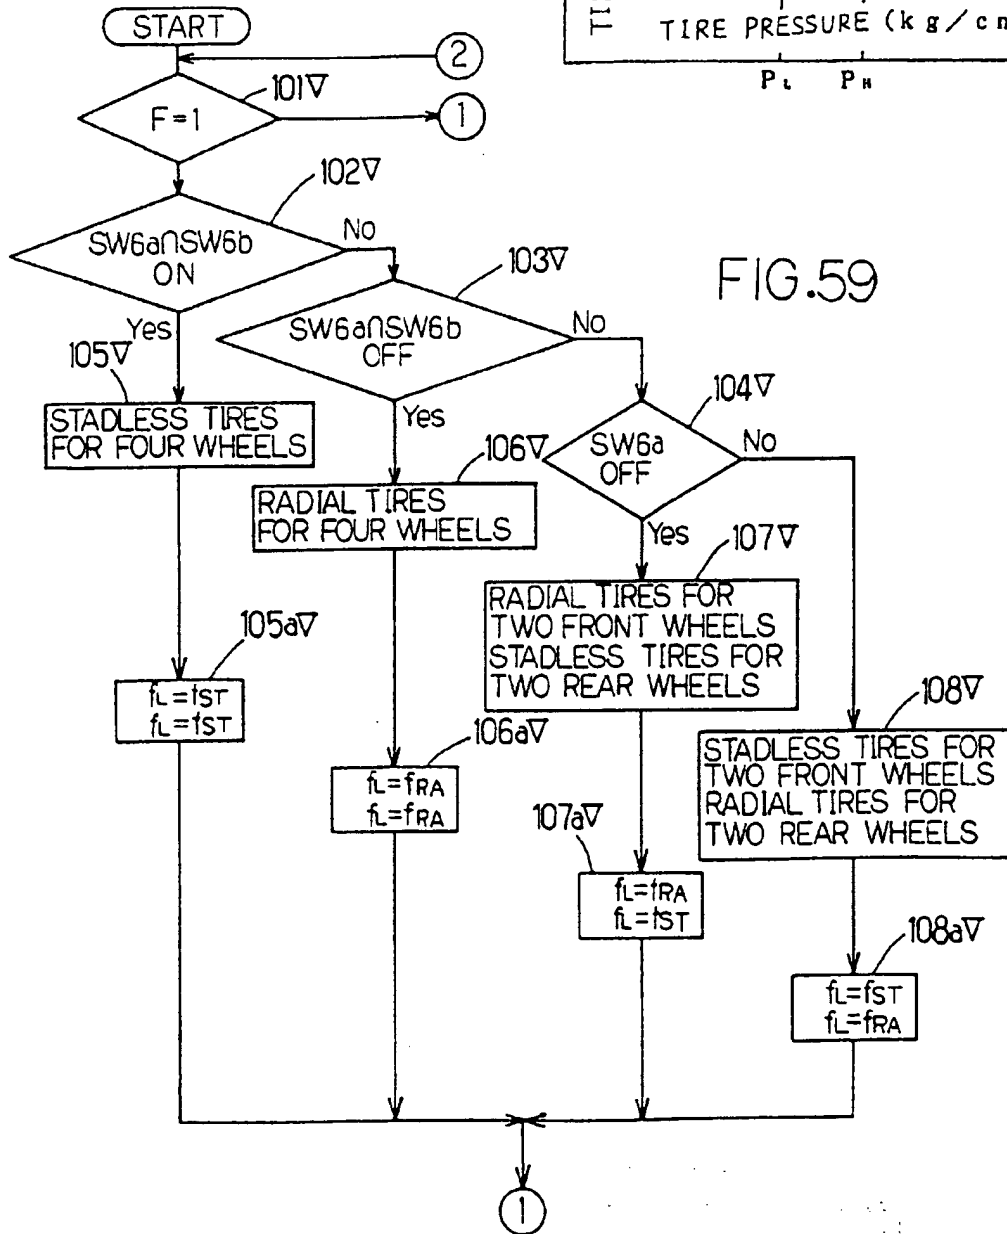 TIRE PRESSURE (kg/cm
PL PH
START
2
101∇
F=1
1
102∇
SW6a∩SW6b
ON
No
Yes
103∇
SW6a∩SW6b
OFF
No
Yes
FIG.59
104∇
SW6a
OFF
No
Yes
105∇
STADLESS TIRES
FOR FOUR WHEELS
106∇
RADIAL TIRES
FOR FOUR WHEELS
107∇
RADIAL TIRES FOR
TWO FRONT WHEELS
STADLESS TIRES FOR
TWO REAR WHEELS
108∇
STADLESS TIRES FOR
TWO FRONT WHEELS
RADIAL TIRES FOR
TWO REAR WHEELS
105a∇
fL=fST
fL=fST
106a∇
fL=fRA
fL=fRA
107a∇
fL=fRA
fL=fST
108a∇
fL=fST
fL=fRA
1